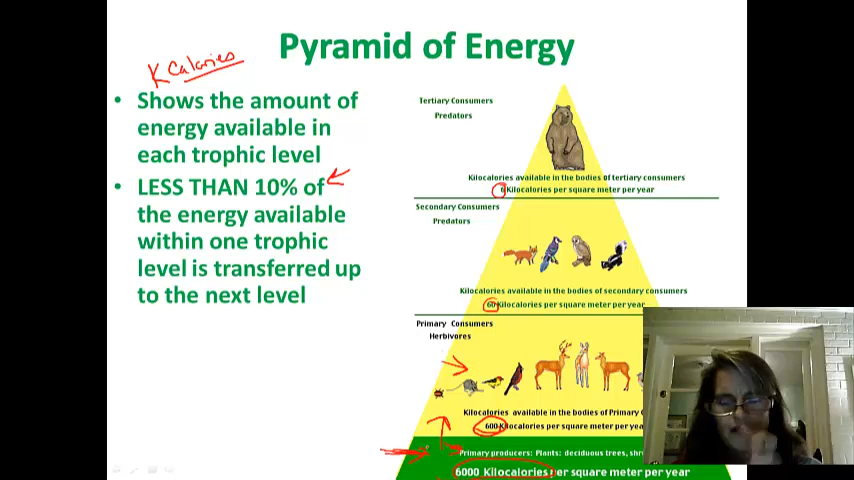 Pyramid of Energy
K Calories
• Shows the amount of
energy available in
each trophic level
• LESS THAN 10% of
the energy available
within one trophic
level is transferred up
to the next level
Tertiary Consumers
Predators
Kilocalories available in the bodies of tertiary consumers
6 Kilocalories per square meter per year
Secondary Consumers
Predators
Kilocalories available in the bodies of secondary consumers
60 Kilocalories per square meter per year
Primary Consumers
Herbivores
Kilocalories available in the bodies of Primary
600 Kilocalories per square meter per yea
Primary producers: Plants: deciduous trees, shr
6000 Kilocalories per square meter per year